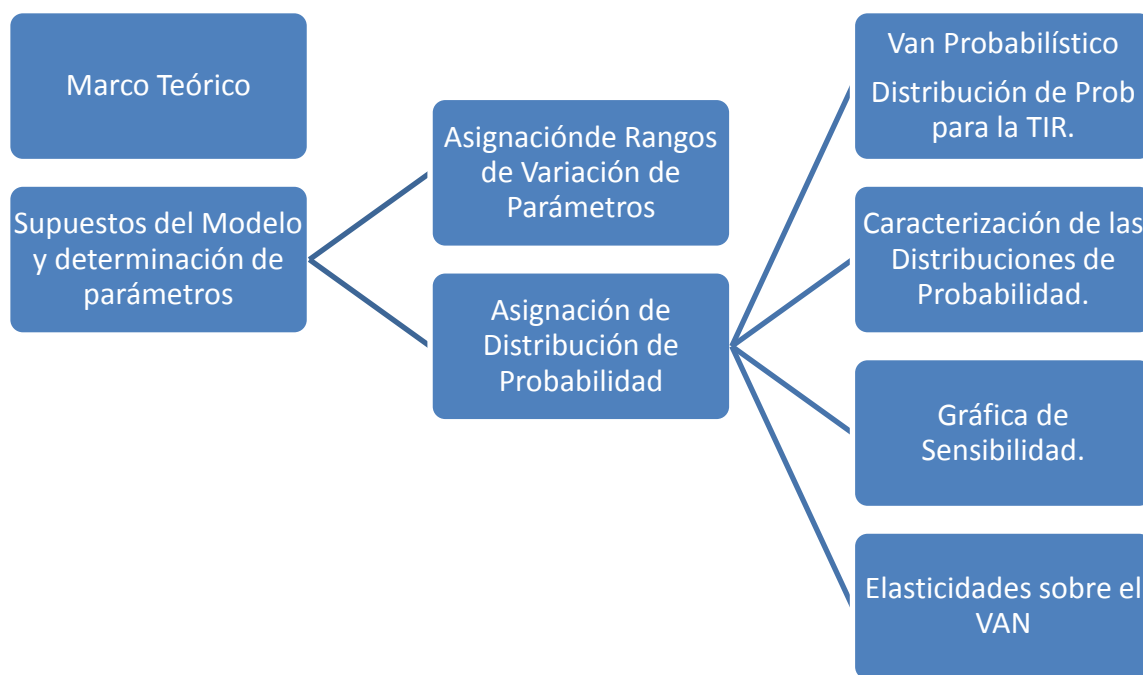 Marco Teórico
Supuestos del Modelo
y determinación de
parámetros
Asignaciónde Rangos
de Variación de
Parámetros
Asignación de
Distribución de
Probabilidad
Van Probabilístico
Distribución de Prob
para la TIR.
Caracterización de las
Distribuciones de
Probabilidad.
Gráfica de
Sensibilidad.
Elasticidades sobre el
VAN